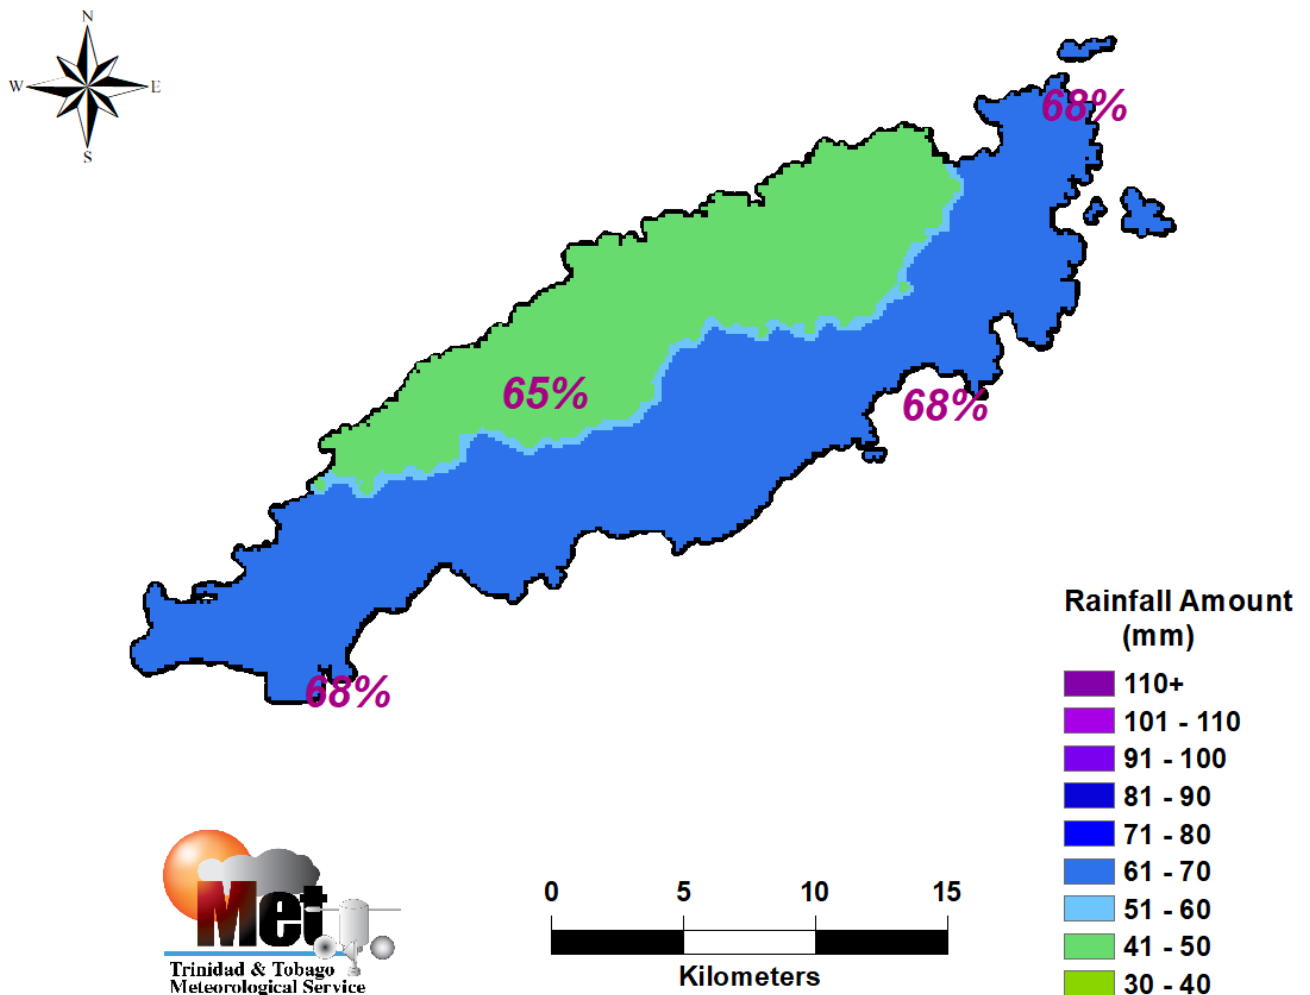 N
W E
S
68%
65%
68%
68%
Rainfall Amount
(mm)
110+
101 - 110
91 - 100
81 - 90
71 - 80
61 - 70
51 - 60
41 - 50
30 - 40
0 5 10 15
Kilometers
Met
Trinidad & Tobago
Meteorological Service